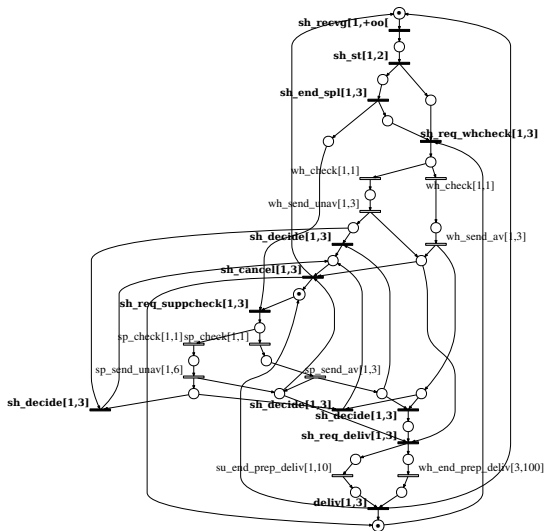 sh_recvg[1,+oo[
sh_st[1,2]
sh_end_spl[1,3]
sh_req_whcheck[1,3]
wh_check[1,1]
wh_check[1,1]
wh_send_unav[1,3]
sh_decide[1,3]
wh_send_av[1,3]
sh_cancel[1,3]
sh_req_suppcheck[1,3]
sp_check[1,1]
sp_check[1,1]
sp_send_unav[1,6]
sp_send_av[1,3]
sh_decide[1,3]
sh_decide[1,3]
sh_decide[1,3]
sh_req_deliv[1,3]
su_end_prep_deliv[1,10]
wh_end_prep_deliv[3,100]
deliv[1,3]